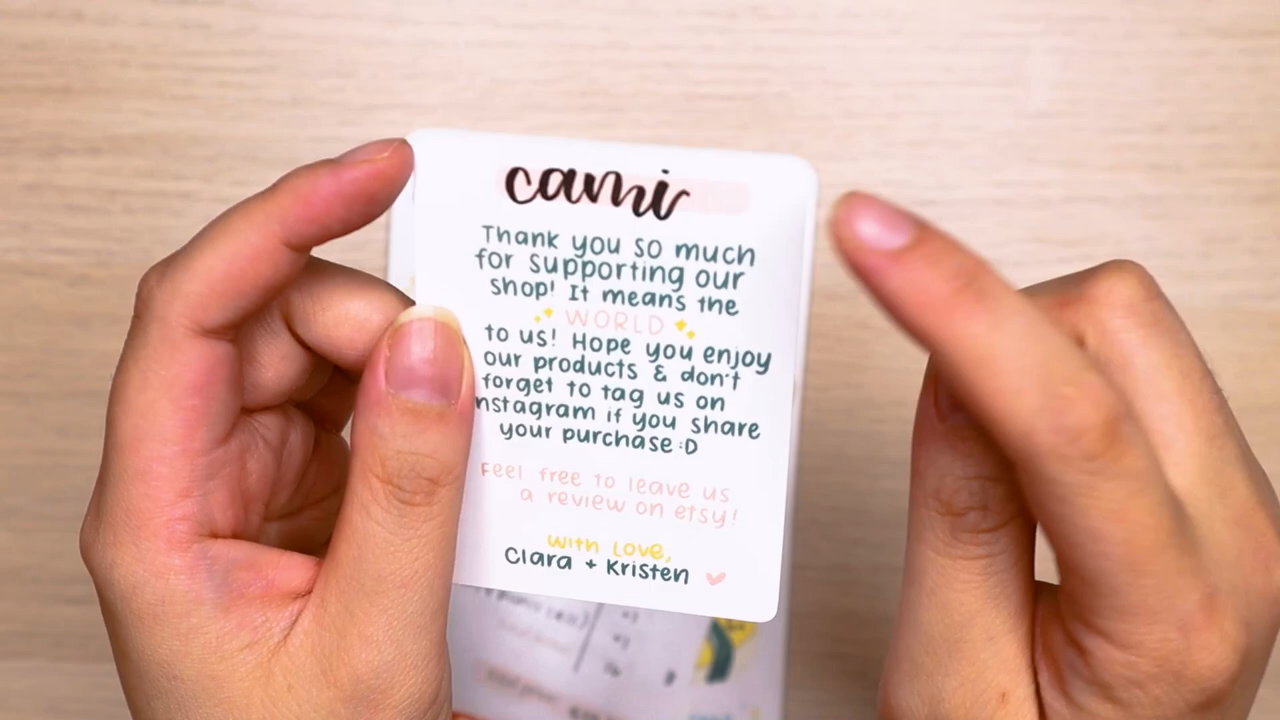 cami
Thank you so much
for supporting our
shop! It means the
WORLD
to us! Hope you enjoy
our products & don't
forget to tag us on
nstagram if you share
your purchase :D
Feel free to leave us
a review on etsy!
with Love,
Clara + Kristen